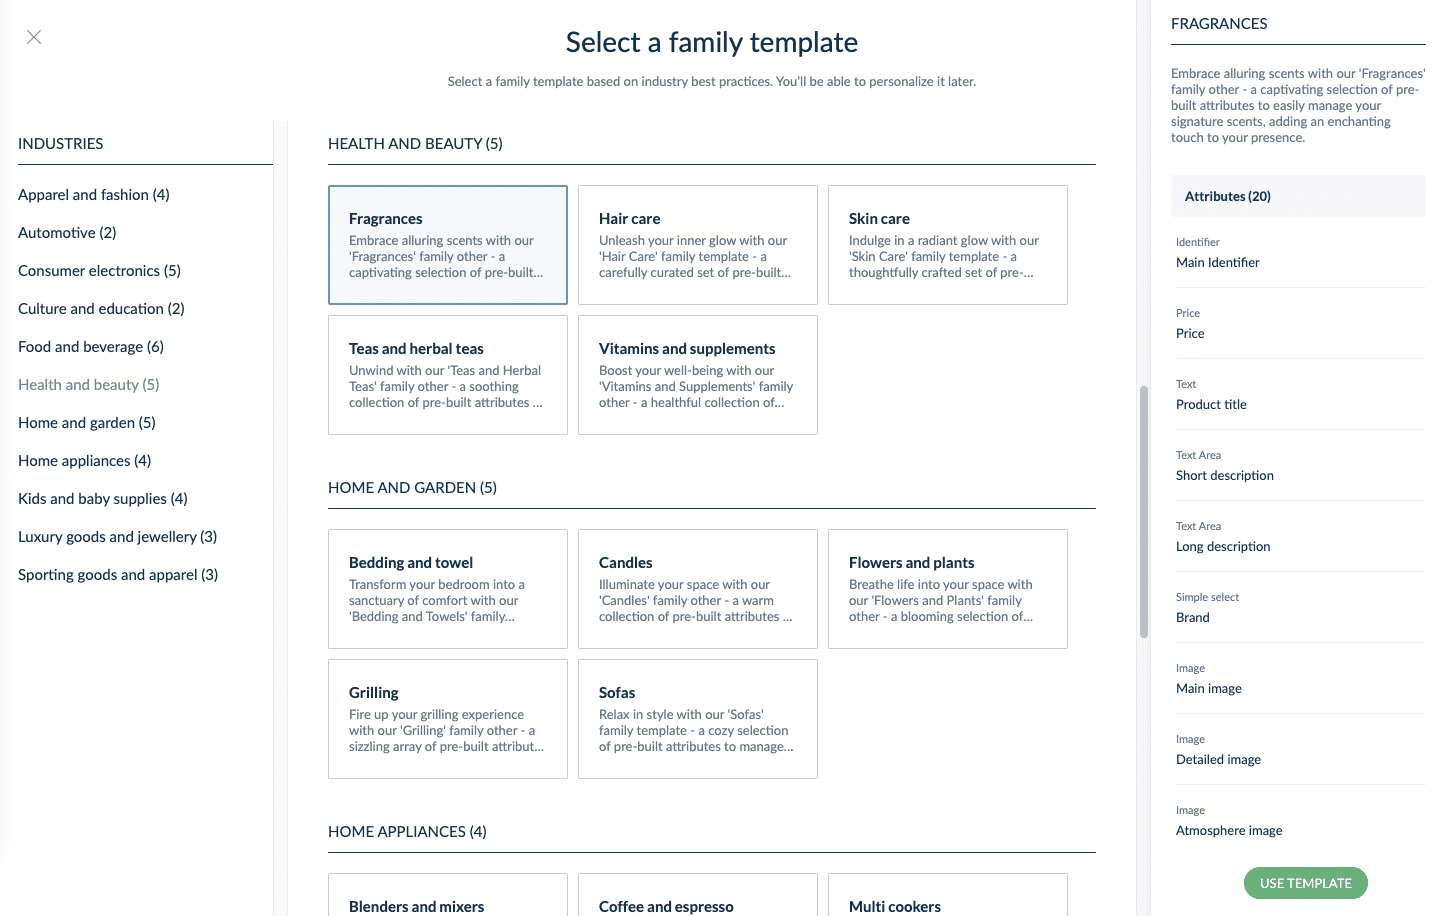 Select a family template
Select a family template based on industry best practices. You'll be able to personalize it later.
INDUSTRIES
Apparel and fashion (4)
Automotive (2)
Consumer electronics (5)
Culture and education (2)
Food and beverage (6)
Health and beauty (5)
Home and garden (5)
Home appliances (4)
Kids and baby supplies (4)
Luxury goods and jewellery (3)
Sporting goods and apparel (3)
HEALTH AND BEAUTY (5)
Fragrances
Embrace alluring scents with our
'Fragrances' family other - a
captivating selection of pre-built...
Hair care
Unleash your inner glow with our
'Hair Care' family template - a
carefully curated set of pre-built...
Skin care
Indulge in a radiant glow with our
'Skin Care' family template - a
thoughtfully crafted set of pre-...
Teas and herbal teas
Unwind with our 'Teas and Herbal
Teas' family other - a soothing
collection of pre-built attributes ...
Vitamins and supplements
Boost your well-being with our
'Vitamins and Supplements' family
other - a healthful collection of...
HOME AND GARDEN (5)
Bedding and towel
Transform your bedroom into a
sanctuary of comfort with our
'Bedding and Towels' family...
Candles
Illuminate your space with our
'Candles' family other - a warm
collection of pre-built attributes ...
Flowers and plants
Breathe life into your space with
our 'Flowers and Plants' family
other - a blooming selection of...
Grilling
Fire up your grilling experience
with our 'Grilling' family other - a
sizzling array of pre-built attribut...
Sofas
Relax in style with our 'Sofas'
family template - a cozy selection
of pre-built attributes to manage...
HOME APPLIANCES (4)
Blenders and mixers
Coffee and espresso
Multi cookers
FRAGRANCES
Embrace alluring scents with our 'Fragrances'
family other - a captivating selection of pre-
built attributes to easily manage your
signature scents, adding an enchanting
touch to your presence.
Attributes (20)
Identifier
Main Identifier
Price
Price
Text
Product title
Text Area
Short description
Text Area
Long description
Simple select
Brand
Image
Main image
Image
Detailed image
Image
Atmosphere image
USE TEMPLATE